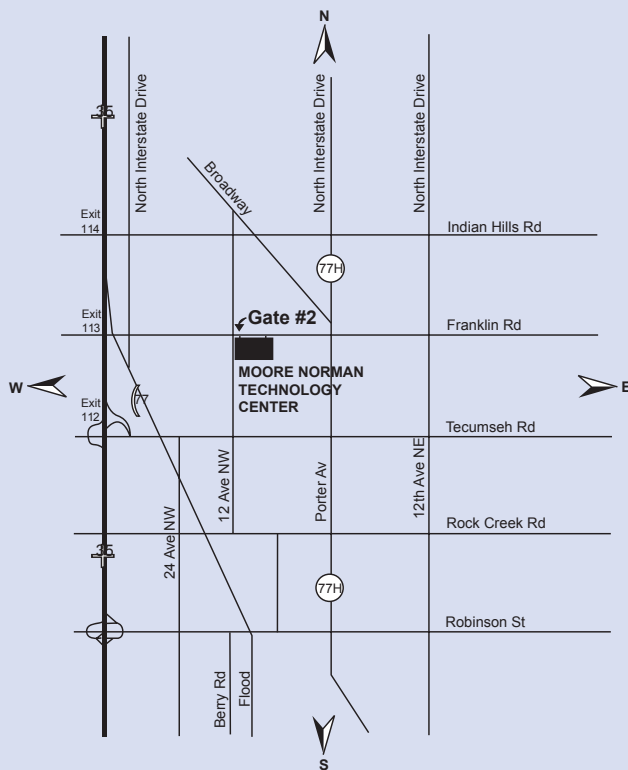 N
35
North Interstate Drive
North Interstate Drive
North Interstate Drive
Broadway
Exit
114
Indian Hills Rd
77H
Gate #2
Exit
113
Franklin Rd
MOORE NORMAN
TECHNOLOGY
CENTER
W
E
77
Exit
112
Tecumseh Rd
24 Ave NW
12 Ave NW
Porter Av
12th Ave NE
Rock Creek Rd
35
77H
Robinson St
Berry Rd
Flood
S